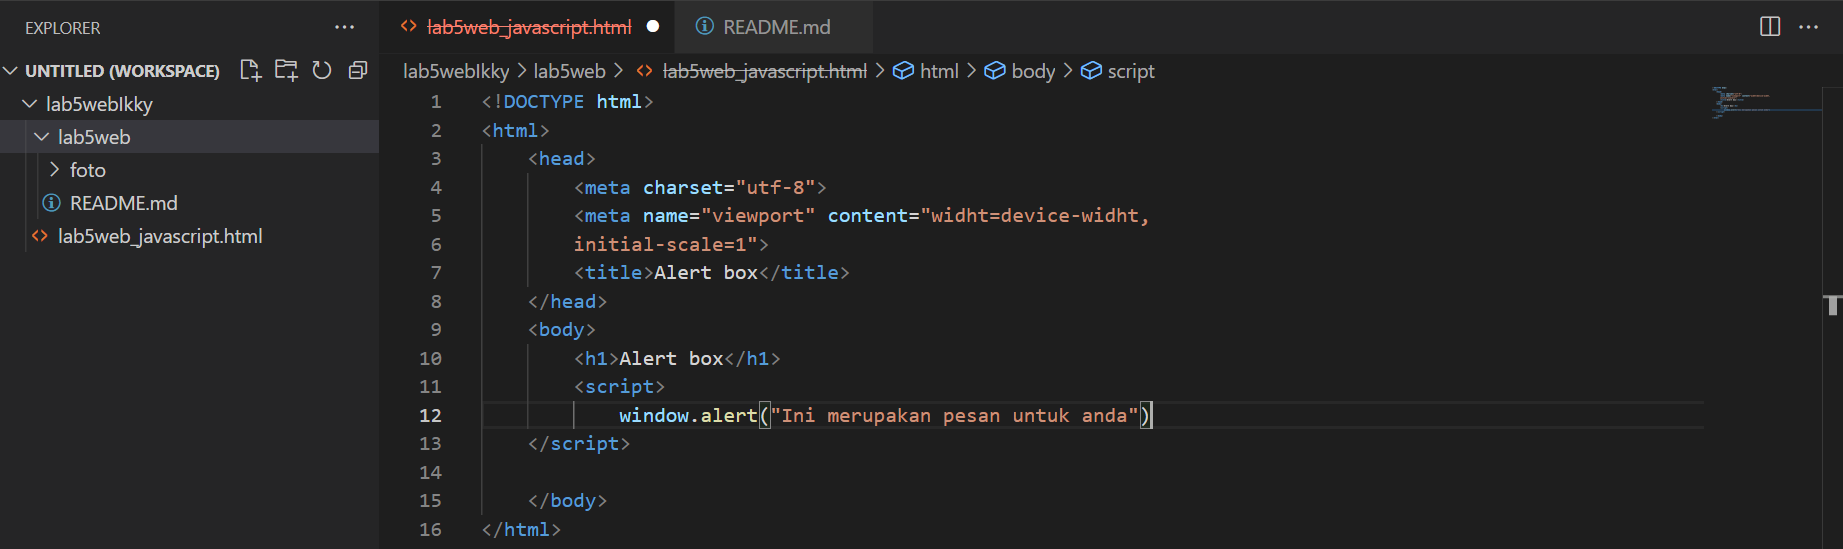 EXPLORER ...
UNTITLED (WORKSPACE)
lab5webIkky
lab5web
foto
README.md
lab5web_javascript.html
lab5web_javascript.html README.md
lab5webIkky > lab5web > lab5web_javascript.html > html > body > script
1 <!DOCTYPE html>
2 <html>
3 <head>
4 <meta charset="utf-8">
5 <meta name="viewport" content="widht=device-widht,
6 initial-scale=1">
7 <title>Alert box</title>
8 </head>
9 <body>
10 <h1>Alert box</h1>
11 <script>
12 window.alert("Ini merupakan pesan untuk anda")
13 </script>
14
15 </body>
16 </html>